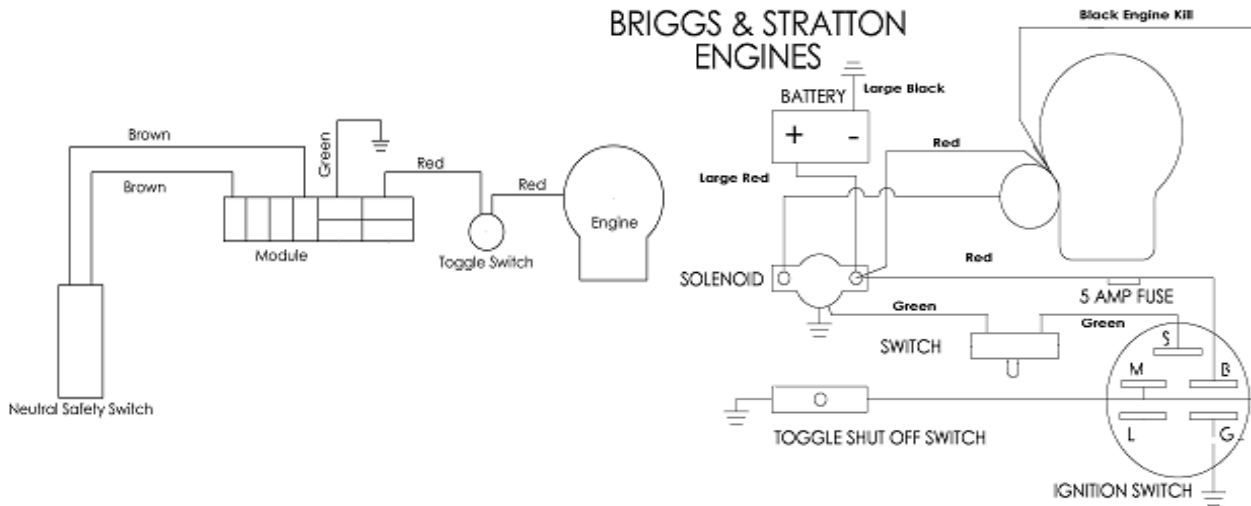 BRIGGS & STRATTON
ENGINES
Black Engine Kill
Large Black
BATTERY
+ -
Large Red
Red
SOLENOID
Red
5 AMP FUSE
Green
Green
SWITCH
S
M B
L G
TOGGLE SHUT OFF SWITCH
IGNITION SWITCH
Brown
Brown
Green
Red
Red
Engine
Module
Toggle Switch
Neutral Safety Switch